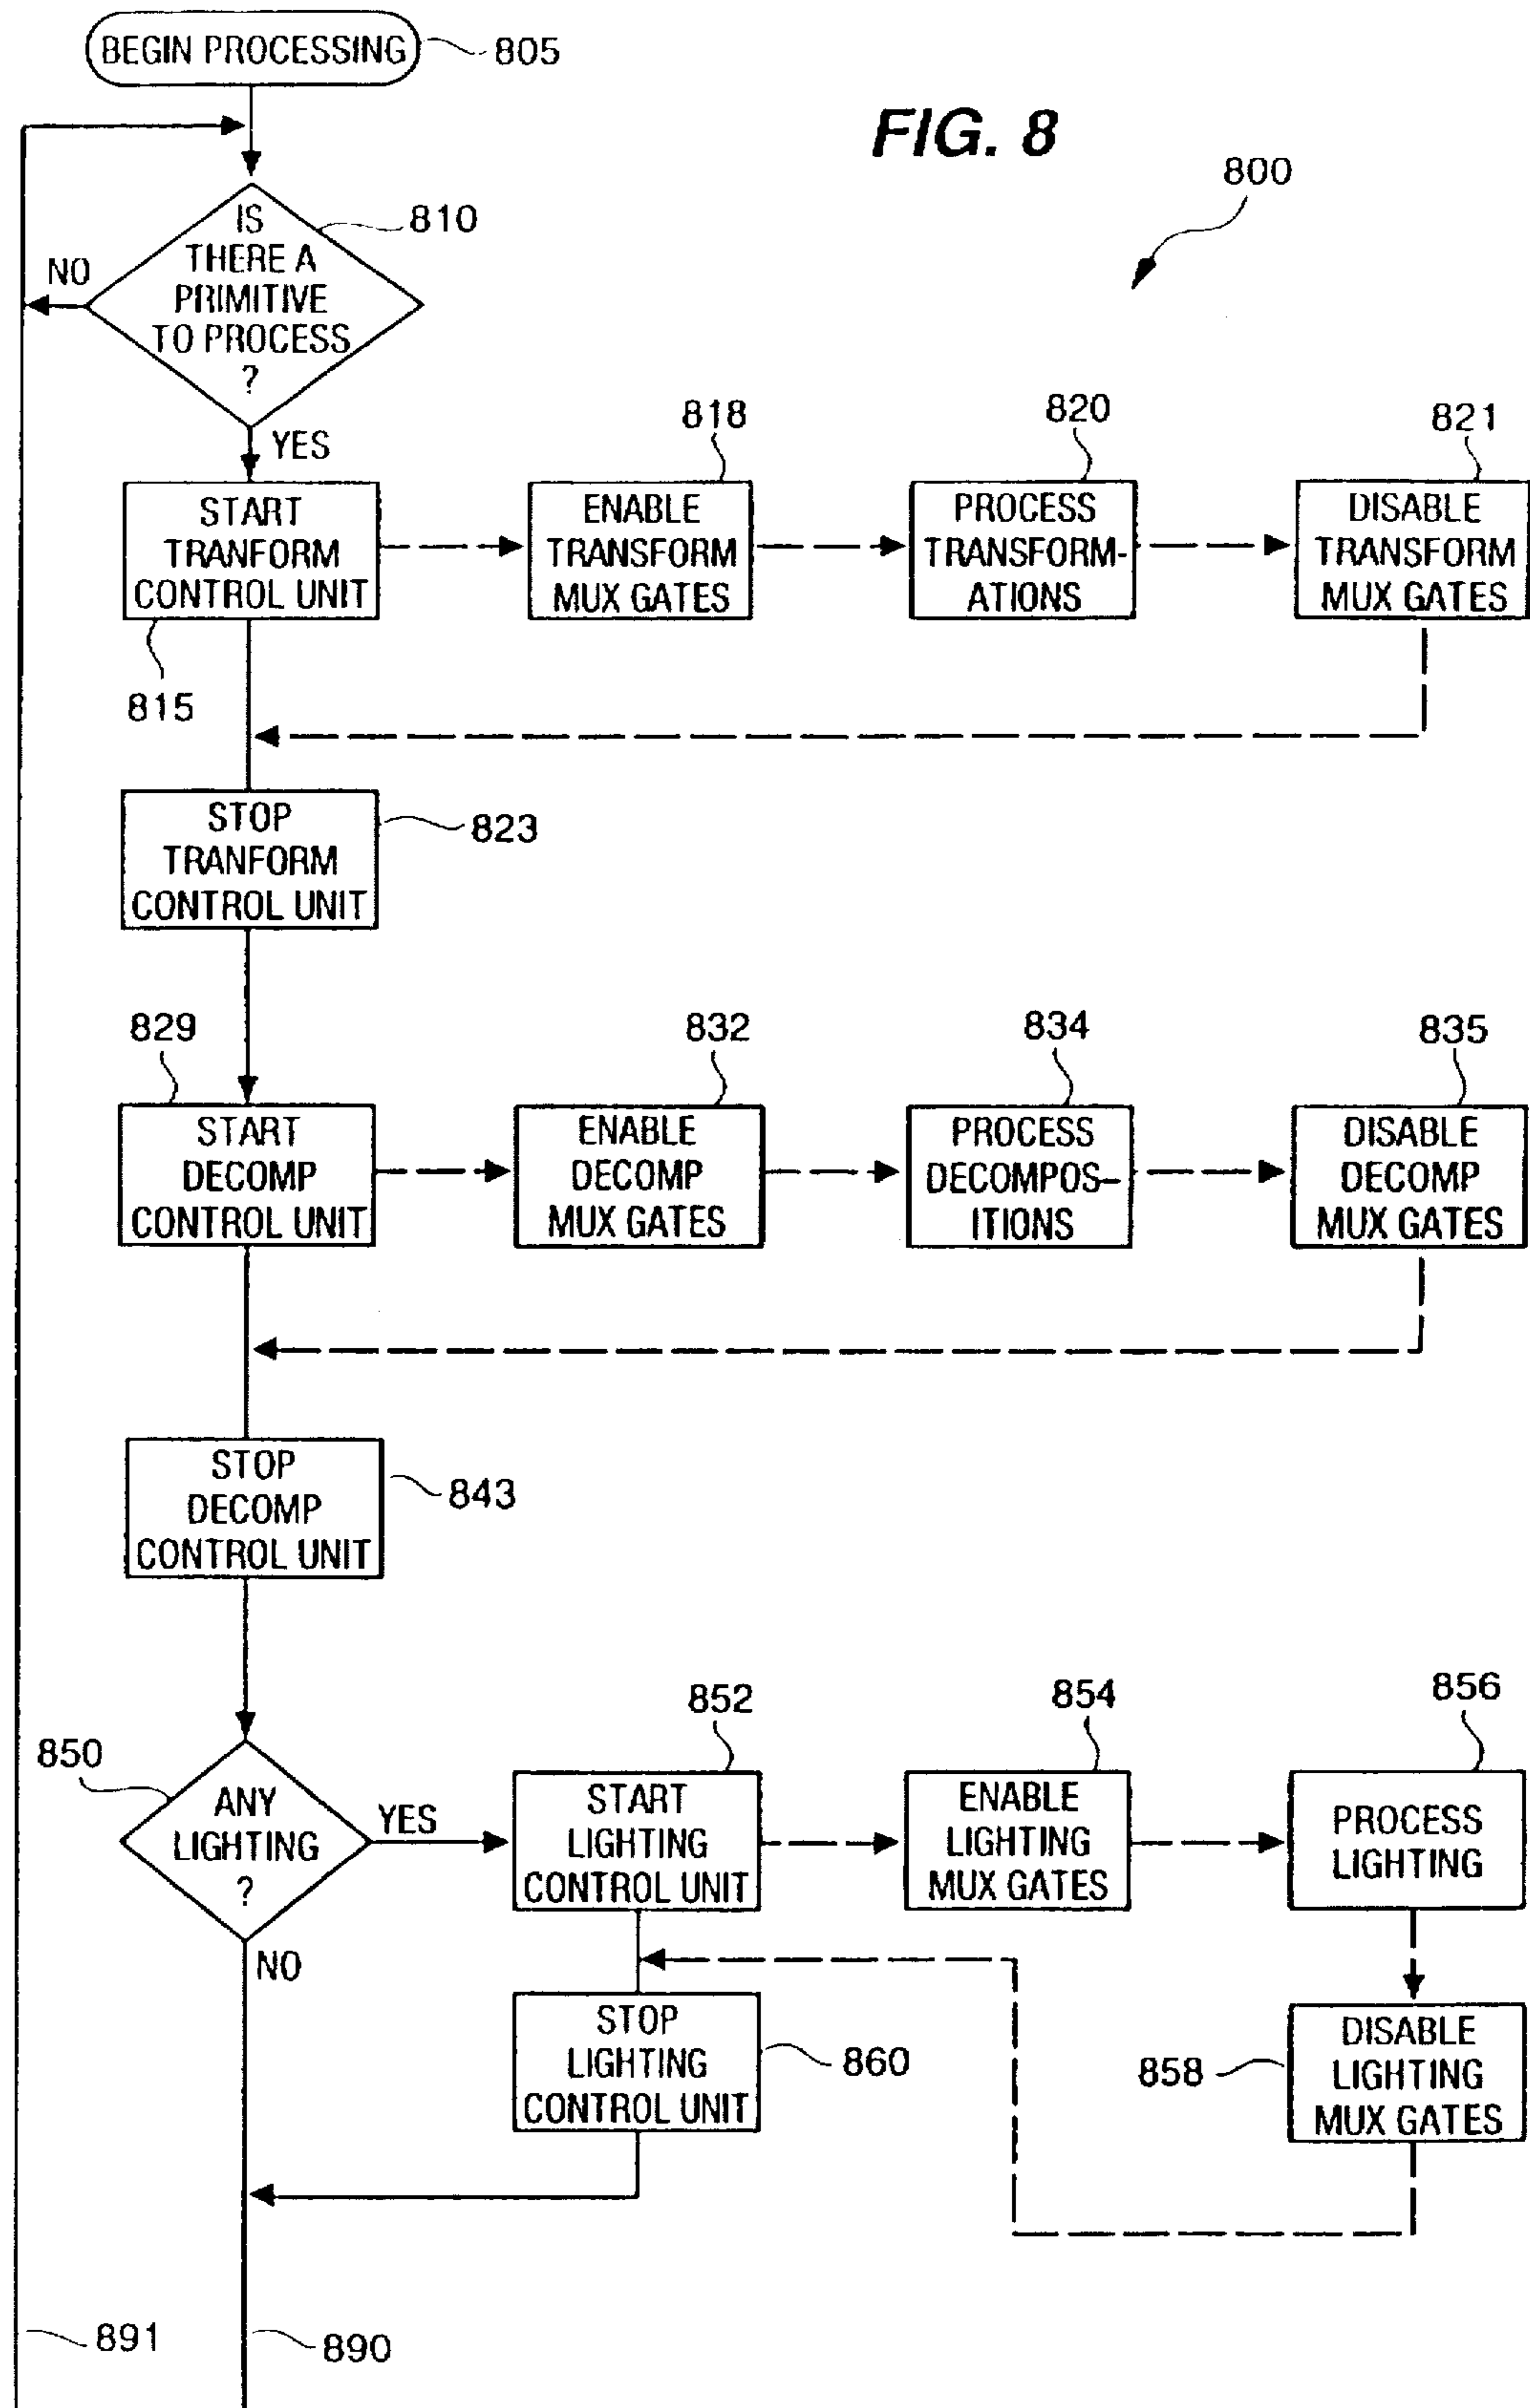 BEGIN PROCESSING
805
FIG. 8
800
IS
THERE A
PRIMITIVE
TO PROCESS
?
810
NO
YES
START
TRANFORM
CONTROL UNIT
815
818
ENABLE
TRANSFORM
MUX GATES
820
PROCESS
TRANSFORM-
ATIONS
821
DISABLE
TRANSFORM
MUX GATES
STOP
TRANFORM
CONTROL UNIT
823
829
START
DECOMP
CONTROL UNIT
832
ENABLE
DECOMP
MUX GATES
834
PROCESS
DECOMPOS-
ITIONS
835
DISABLE
DECOMP
MUX GATES
STOP
DECOMP
CONTROL UNIT
843
850
ANY
LIGHTING
?
YES
NO
852
START
LIGHTING
CONTROL UNIT
854
ENABLE
LIGHTING
MUX GATES
856
PROCESS
LIGHTING
STOP
LIGHTING
CONTROL UNIT
860
858
DISABLE
LIGHTING
MUX GATES
891
890